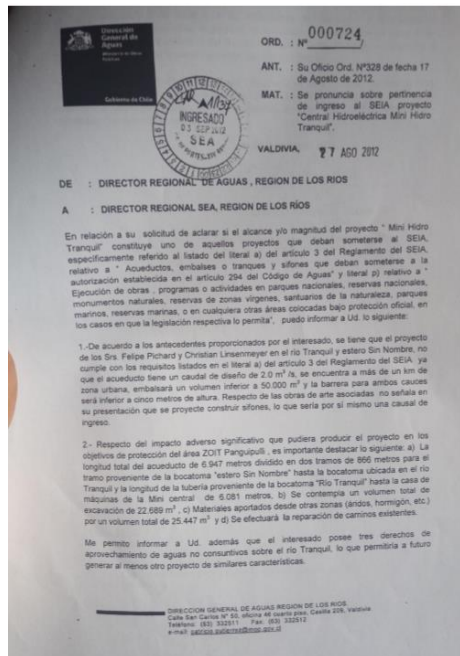 Dirección
General de
Aguas
Gobierno de Chile
ORD. : Nº 000724
ANT. : Su Oficio Ord. Nº328 de fecha 17
de Agosto de 2012.
MAT. : Se pronuncia sobre pertinencia
de ingreso al SEIA proyecto
"Central Hidroeléctrica Mini Hidro
Tranquil".
INGRESADO
03 SEP 2012
SEA
VALDIVIA, 27 AGO 2012
DE : DIRECTOR REGIONAL DE AGUAS, REGION DE LOS RIOS
A : DIRECTOR REGIONAL SEA, REGION DE LOS RÍOS
En relación a su solicitud de aclarar si el alcance y/o magnitud del proyecto " Mini Hidro
Tranquil" constituye uno de aquellos proyectos que deban someterse al SEIA,
específicamente referido al listado del literal a) del artículo 3 del Reglamento del SEIA,
relativo a " Acueductos, embalses o tranques y sifones que deban someterse a la
autorización establecida en el artículo 294 del Código de Aguas" y literal p) relativo a "
Ejecución de obras , programas o actividades en parques nacionales, reservas nacionales,
monumentos naturales, reservas de zonas vírgenes, santuarios de la naturaleza, parques
marinos, reservas marinas, o en cualquiera otras áreas colocadas bajo protección oficial, en
los casos en que la legislación respectiva lo permita", puedo informar a Ud. lo siguiente:
1.-De acuerdo a los antecedentes proporcionados por el interesado, se tiene que el proyecto
de los Srs. Felipe Pichard y Christian Linsenmeyer en el río Tranquil y estero Sin Nombre, no
cumple con los requisitos listados en el literal a) del artículo 3 del Reglamento del SEIA, ya
que el acueducto tiene un caudal de diseño de 2.0 m³ /s, se encuentra a más de un km de
zona urbana, embalsará un volumen inferior a 50.000 m³ y la barrera para ambos cauces
será inferior a cinco metros de altura. Respecto de las obras de arte asociadas no señala en
su presentación que se proyecte construir sifones, lo que sería por sí mismo una causal de
ingreso.
2.- Respecto del impacto adverso significativo que pudiera producir el proyecto en los
objetivos de protección del área ZOIT Panguipulli , es importante destacar lo siguiente: a) La
longitud total del acueducto de 6.947 metros dividido en dos tramos de 866 metros para el
tramo proveniente de la bocatoma "estero Sin Nombre" hasta la bocatoma ubicada en el río
Tranquil y la longitud de la tubería proveniente de la bocatoma "Río Tranquil" hasta la casa de
máquinas de la Mini central de 6.081 metros, b) Se contempla un volumen total de
excavación de 22.689 m³ , c) Materiales aportados desde otras zonas (áridos, hormigón, etc.)
por un volumen total de 25.447 m³ y d) Se efectuará la reparación de caminos existentes.
Me permito informar a Ud. además que el interesado posee tres derechos de
aprovechamiento de aguas no consuntivos sobre el río Tranquil, lo que permitiría a futuro
generar al menos otro proyecto de similares características.
DIRECCION GENERAL DE AGUAS REGION DE LOS RIOS
Calle San Carlos Nº 50, oficina 46 cuarto piso, Casilla 229, Valdivia
Teléfono: (63) 332511 Fax: (63) 332512